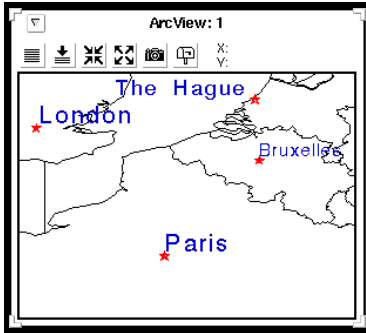 ArcView: 1
X:
Y:
The Hague
London
Bruxelles
Paris